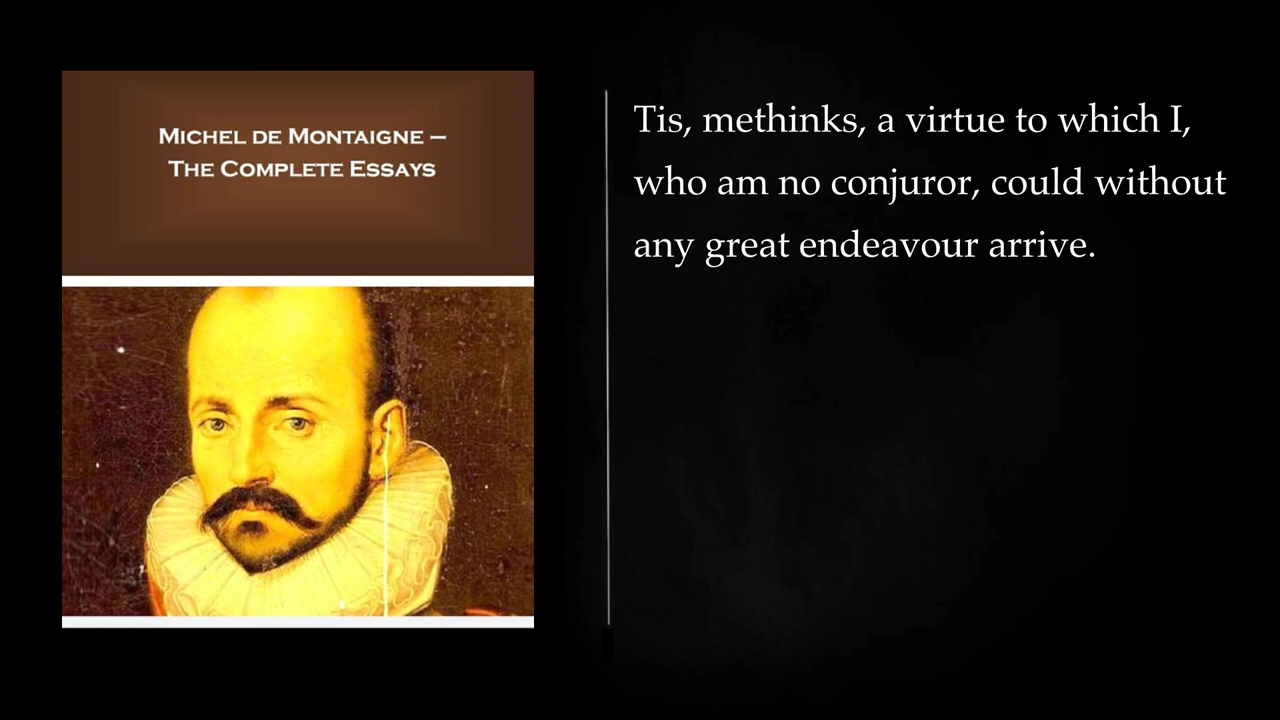 MICHEL DE MONTAIGNE –
THE COMPLETE ESSAYS
Tis, methinks, a virtue to which I,
who am no conjuror, could without
any great endeavour arrive.